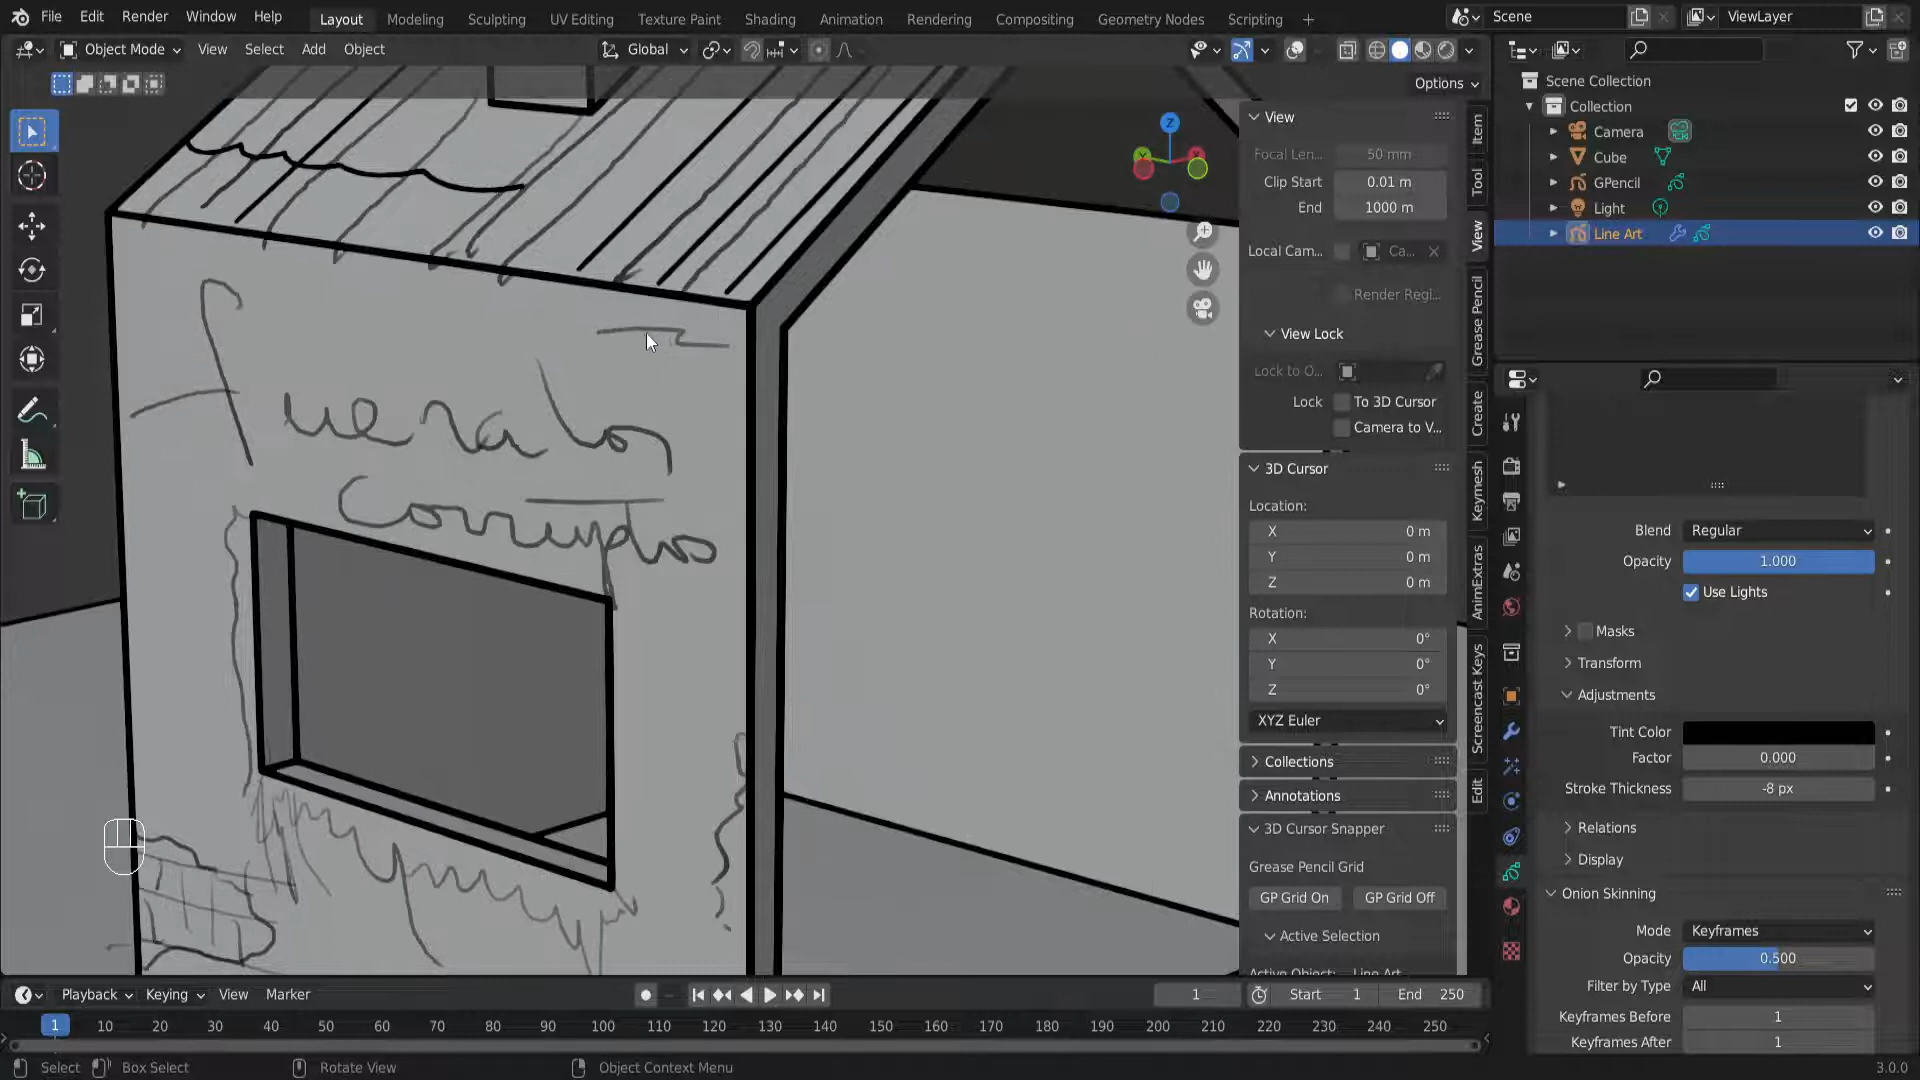 File Edit Render Window Help Layout Modeling Sculpting UV Editing Texture Paint Shading Animation Rendering Compositing Geometry Nodes Scripting + Scene ViewLayer
Object Mode View Select Add Object Global
Options
Scene Collection
Collection
Camera
Cube
GPencil
Light
Line Art
View
Focal Len... 50 mm
Clip Start 0.01 m
End 1000 m
Local Cam... Ca...
Render Regi...
View Lock
Lock to O...
Lock To 3D Cursor
Camera to V...
3D Cursor
Location:
X 0 m
Y 0 m
Z 0 m
Rotation:
X 0°
Y 0°
Z 0°
XYZ Euler
Collections
Annotations
3D Cursor Snapper
Grease Pencil Grid
GP Grid On GP Grid Off
Active Selection
Active Object: Line Art
Item
Tool
View
Grease Pencil
Create
Keymesh
AnimExtras
Screencast Keys
Edit
Blend Regular
Opacity 1.000
Use Lights
Masks
Transform
Adjustments
Tint Color
Factor 0.000
Stroke Thickness -8 px
Relations
Display
Onion Skinning
Mode Keyframes
Opacity 0.500
Filter by Type All
Keyframes Before 1
Keyframes After 1
Z
Corruptos
Playback Keying View Marker 1 Start 1 End 250
1 10 20 30 40 50 60 70 80 90 100 110 120 130 140 150 160 170 180 190 200 210 220 230 240 250
Select Box Select Rotate View Object Context Menu 3.0.0